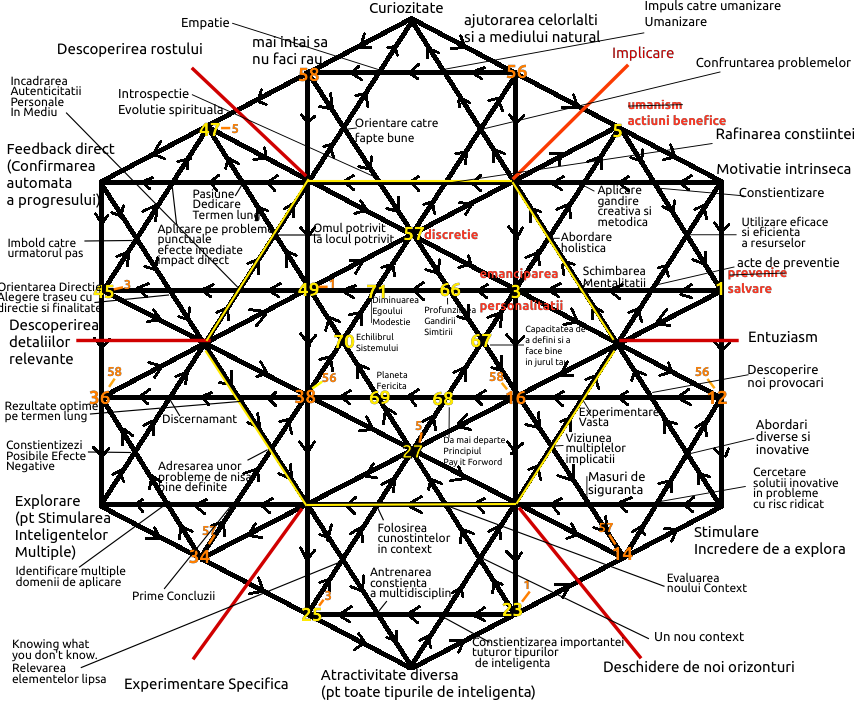 Curiozitate
Impuls catre umanizare
Umanizare
Empatie
ajutorarea celorlalti
si a mediului natural
mai intai sa
nu faci rau
Descoperirea rostului
Implicare
Confruntarea problemelor
58
56
Incadrarea
Autenticitatii
Personale
In Mediu
Introspectie
Evolutie spirituala
umanism
actiuni benefice
47
5
5
Orientare catre
fapte bune
Rafinarea constiintei
Feedback direct
(Confirmarea
automata
a progresului)
Motivatie intrinseca
Constientizare
Pasiune
Dedicare
Termen lung
Aplicare
gandire
creativa si
metodica
Aplicare pe probleme
punctuale
efecte imediate
impact direct
Omul potrivit
la locul potrivit
57
discretie
Abordare
holistica
Utilizare eficace
si eficienta
a resurselor
Imbold catre
urmatorul pas
Schimbarea
Mentalitatii
acte de preventie
prevenire
salvare
emanciparea
personalitatii
Orientarea Directiei
Alegere traseu cu
directie si finalitate
45
3
49
1
71
66
3
1
Diminuarea
Egoului
Modestie
Profunzimea
Gandirii
Simtirii
Descoperirea
detaliilor
relevante
70
Echilibrul
Sistemului
67
Capacitatea de
a defini si a
face bine
in jurul tau
Entuziasm
Planeta
Fericita
58
56
58
56
Descoperire
noi provocari
36
38
69
68
16
12
Rezultate optime
pe termen lung
Discernamant
5
27
Da mai departe
Principiul
Pay it Forword
Experimentare
Vasta
Viziunea
multiplelor
implicatii
Abordari
diverse si
inovative
Constientizezi
Posibile Efecte
Negative
Adresarea unor
probleme de nisa
bine definite
Masuri de
siguranta
Cercetare
solutii inovative
in probleme
cu risc ridicat
Explorare
(pt Stimularea
Inteligentelor
Multiple)
Folosirea
cunostintelor
in context
57
57
34
14
Stimulare
Incredere de a explora
Identificare multiple
domenii de aplicare
Prime Concluzii
Antrenarea
constienta
a multidisciplin
Evaluarea
noului Context
25
3
23
1
Knowing what
you don't know.
Relevarea
elementelor lipsa
Constientizarea importantei
tuturor tipurilor
de inteligenta
Un nou context
Deschidere de noi orizonturi
Experimentare Specifica
Atractivitate diversa
(pt toate tipurile de inteligenta)